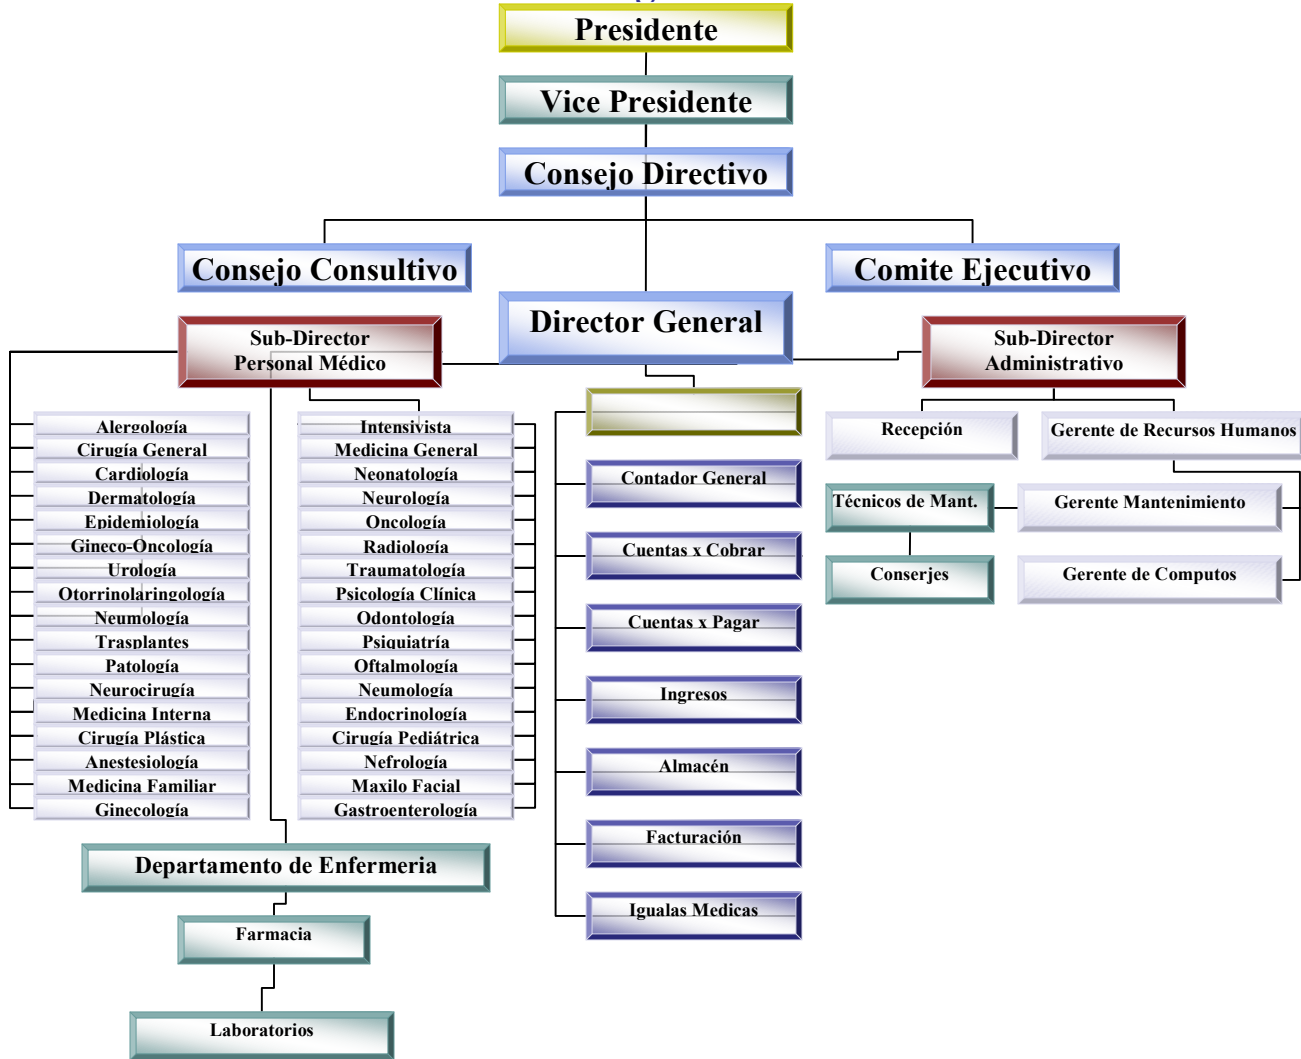 Presidente
Vice Presidente
Consejo Directivo
Consejo Consultivo
Comite Ejecutivo
Director General
Sub-Director
Personal Médico
Sub-Director
Administrativo
Alergología
Cirugía General
Cardiología
Dermatología
Epidemiología
Gineco-Oncología
Urología
Otorrinolaringología
Neumología
Trasplantes
Patología
Neurocirugía
Medicina Interna
Cirugía Plástica
Anestesiología
Medicina Familiar
Ginecología
Intensivista
Medicina General
Neonatología
Neurología
Oncología
Radiología
Traumatología
Psicología Clínica
Odontología
Psiquiatría
Oftalmología
Neumología
Endocrinología
Cirugía Pediátrica
Nefrología
Maxilo Facial
Gastroenterología
Contador General
Cuentas x Cobrar
Cuentas x Pagar
Ingresos
Almacén
Facturación
Igualas Medicas
Recepción
Gerente de Recursos Humanos
Técnicos de Mant.
Gerente Mantenimiento
Conserjes
Gerente de Computos
Departamento de Enfermeria
Farmacia
Laboratorios